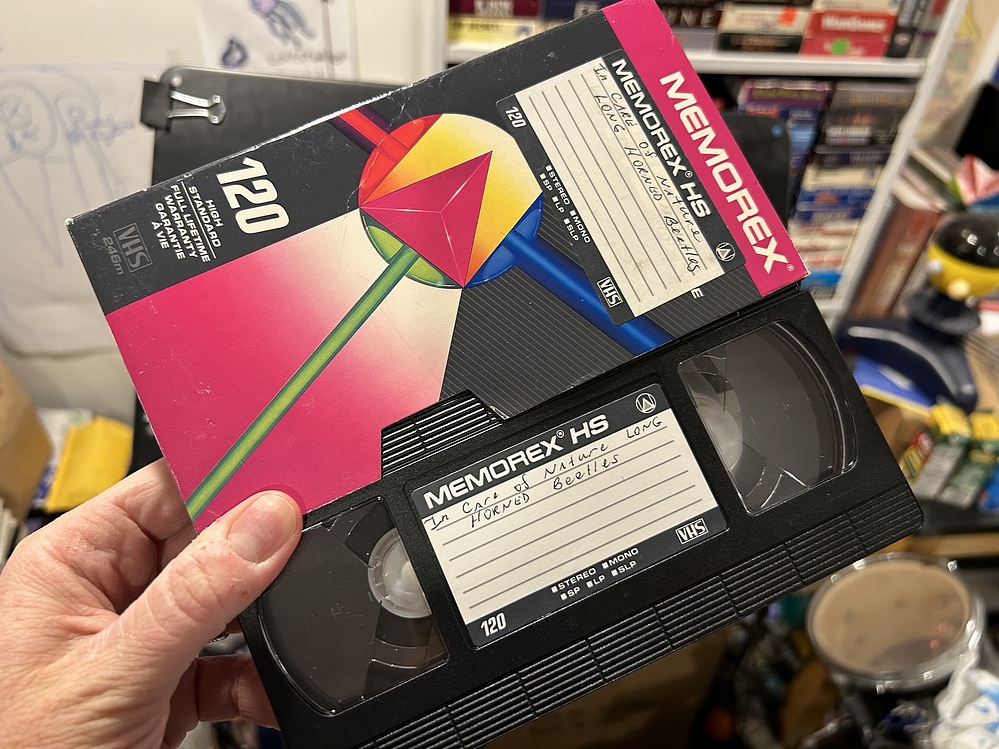 MEMOREX®
MEMOREX® HS
In CARE of NATURE
LONG HORNED Beetles
120
STEREO MONO
SP LP SLP
VHS
120
HIGH
STANDARD
FULL LIFETIME
WARRANTY
GARANTIE
À VIE
VHS
246m
E
MEMOREX® HS
In CARE of NATURE LONG
HORNED Beetles
VHS
STEREO MONO
SP LP SLP
120